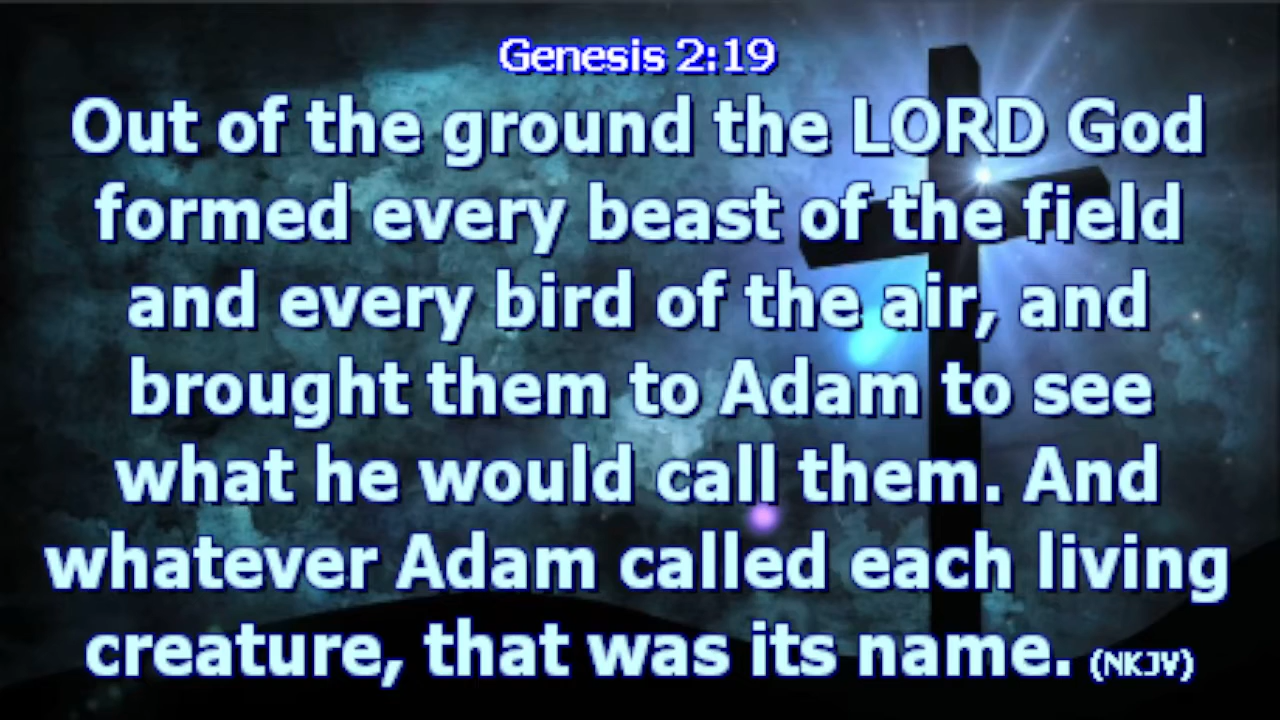 Genesis 2:19
Out of the ground the LORD God
formed every beast of the field
and every bird of the air, and
brought them to Adam to see
what he would call them. And
whatever Adam called each living
creature, that was its name. (NKJV)